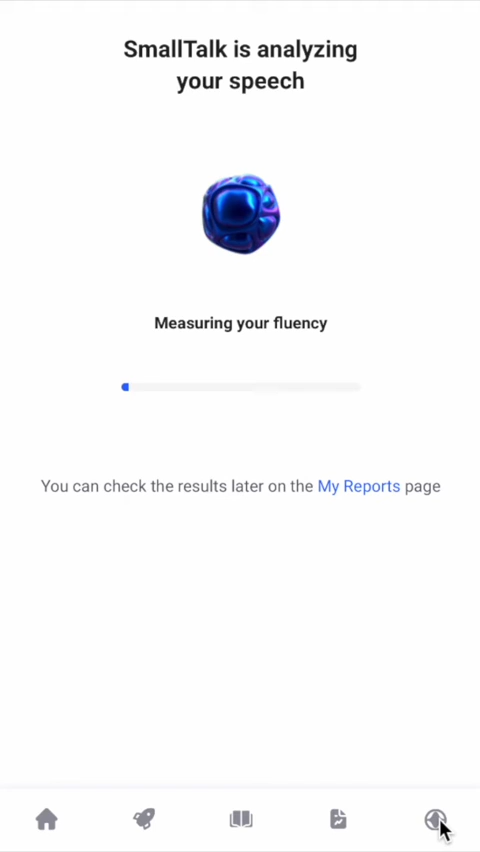 SmallTalk is analyzing
your speech
Measuring your fluency
You can check the results later on the My Reports page